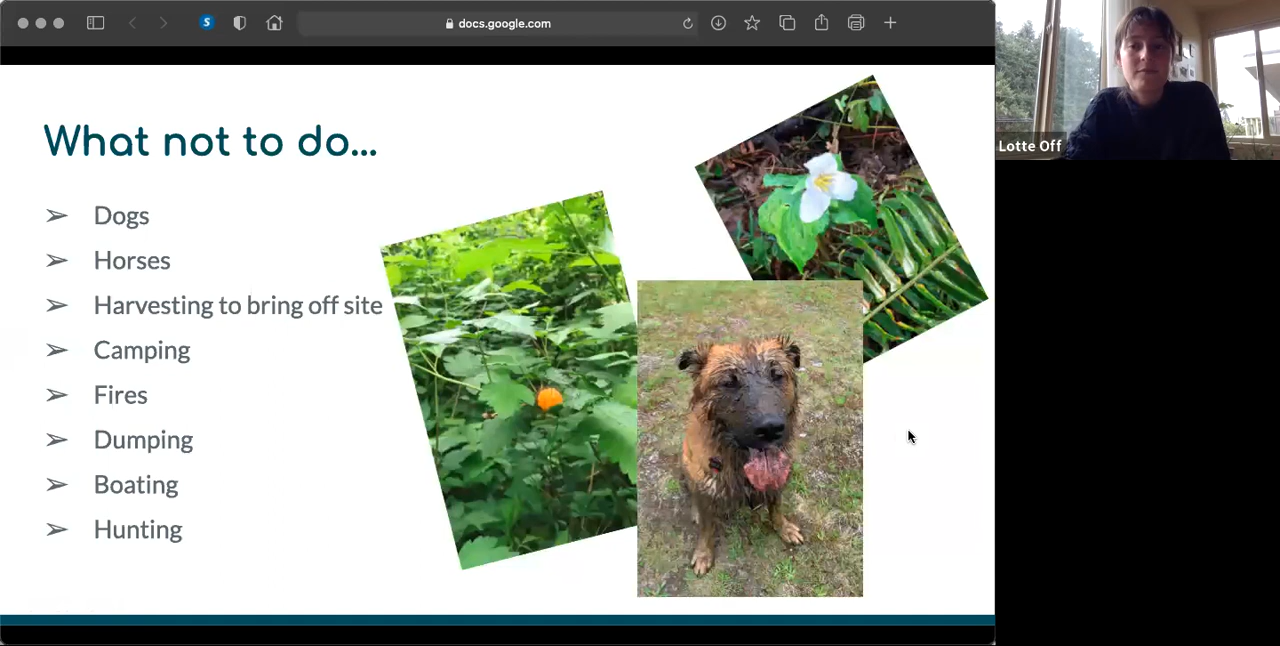 docs.google.com
What not to do...
➢ Dogs
➢ Horses
➢ Harvesting to bring off site
➢ Camping
➢ Fires
➢ Dumping
➢ Boating
➢ Hunting
Lotte Off